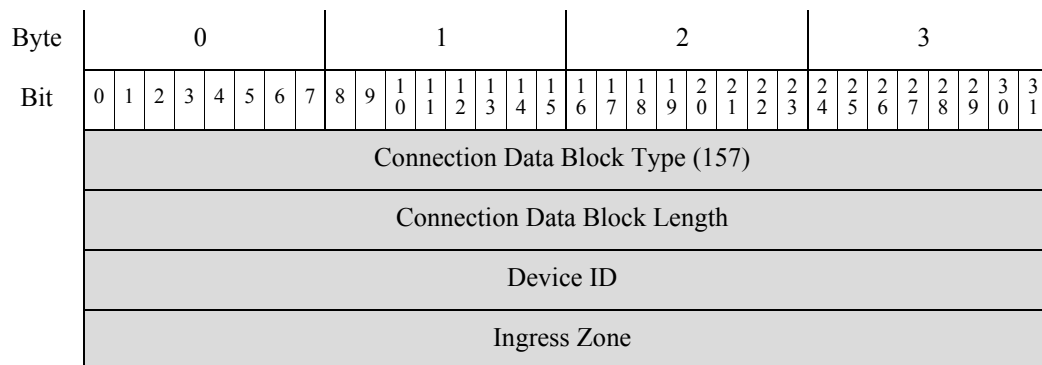 Byte 0 1 2 3
Bit 0 1 2 3 4 5 6 7 8 9 10 11 12 13 14 15 16 17 18 19 20 21 22 23 24 25 26 27 28 29 30 31
Connection Data Block Type (157)
Connection Data Block Length
Device ID
Ingress Zone